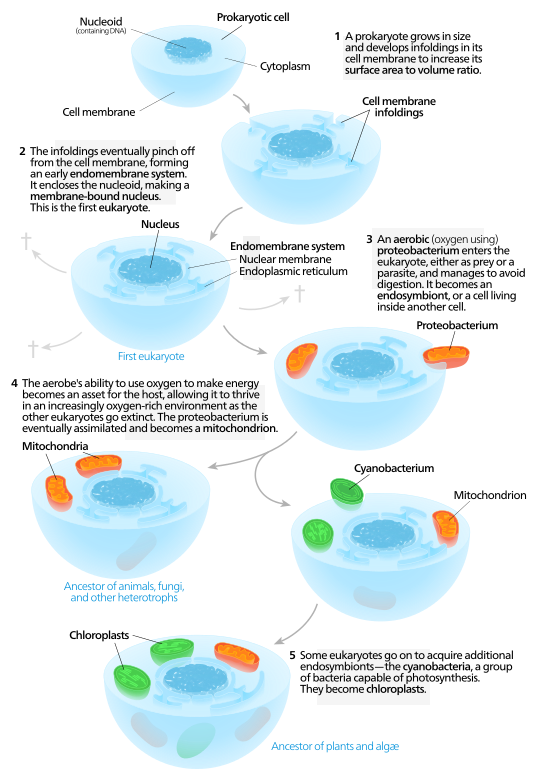 Nucleoid
(containing DNA)
Prokaryotic cell
Cytoplasm
Cell membrane
1 A prokaryote grows in size
and develops infoldings in its
cell membrane to increase its
surface area to volume ratio.
Cell membrane
infoldings
2 The infoldings eventually pinch off
from the cell membrane, forming
an early endomembrane system.
It encloses the nucleoid, making a
membrane-bound nucleus.
This is the first eukaryote.
Nucleus
Endomembrane system
Nuclear membrane
Endoplasmic reticulum
†
†
†
First eukaryote
3 An aerobic (oxygen using)
proteobacterium enters the
eukaryote, either as prey or a
parasite, and manages to avoid
digestion. It becomes an
endosymbiont, or a cell living
inside another cell.
Proteobacterium
4 The aerobe's ability to use oxygen to make energy
becomes an asset for the host, allowing it to thrive
in an increasingly oxygen-rich environment as the
other eukaryotes go extinct. The proteobacterium is
eventually assimilated and becomes a mitochondrion.
Mitochondria
Ancestor of animals, fungi,
and other heterotrophs
Cyanobacterium
Mitochondrion
Chloroplasts
5 Some eukaryotes go on to acquire additional
endosymbionts—the cyanobacteria, a group
of bacteria capable of photosynthesis.
They become chloroplasts.
Ancestor of plants and algæ